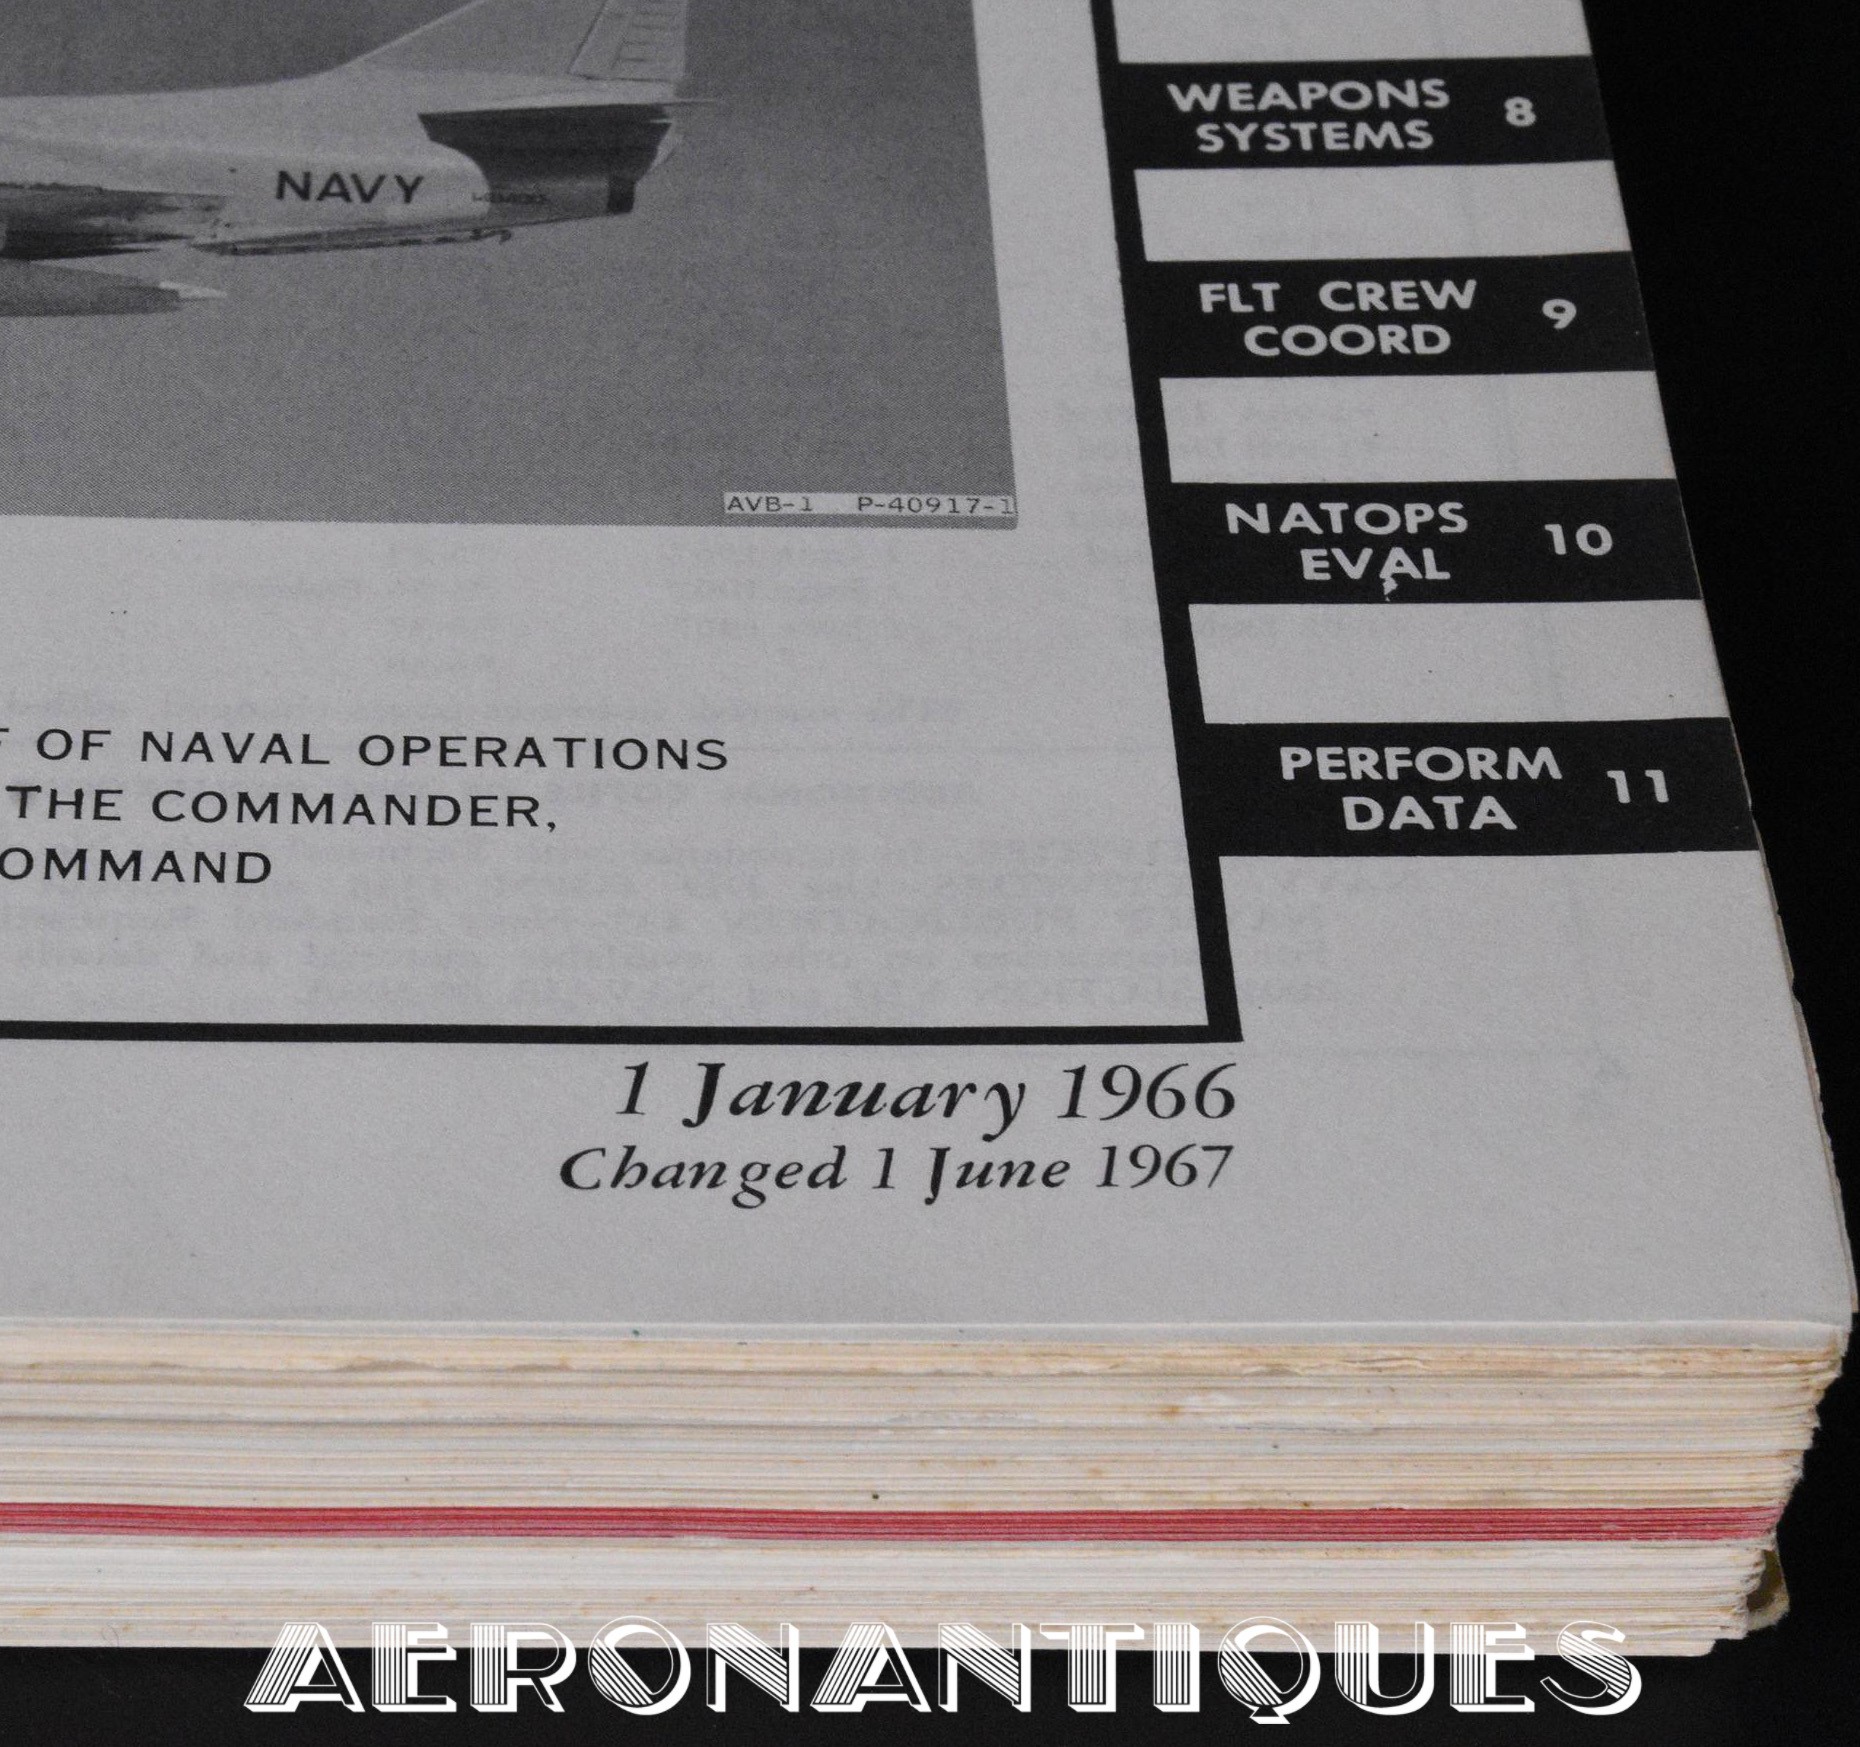 NAVY
AVB-1 P-40917-1
OF NAVAL OPERATIONS
THE COMMANDER,
OMMAND
WEAPONS
SYSTEMS 8
FLT CREW
COORD 9
NATOPS
EVAL 10
PERFORM
DATA 11
1 January 1966
Changed 1 June 1967
AERONANTIQUES